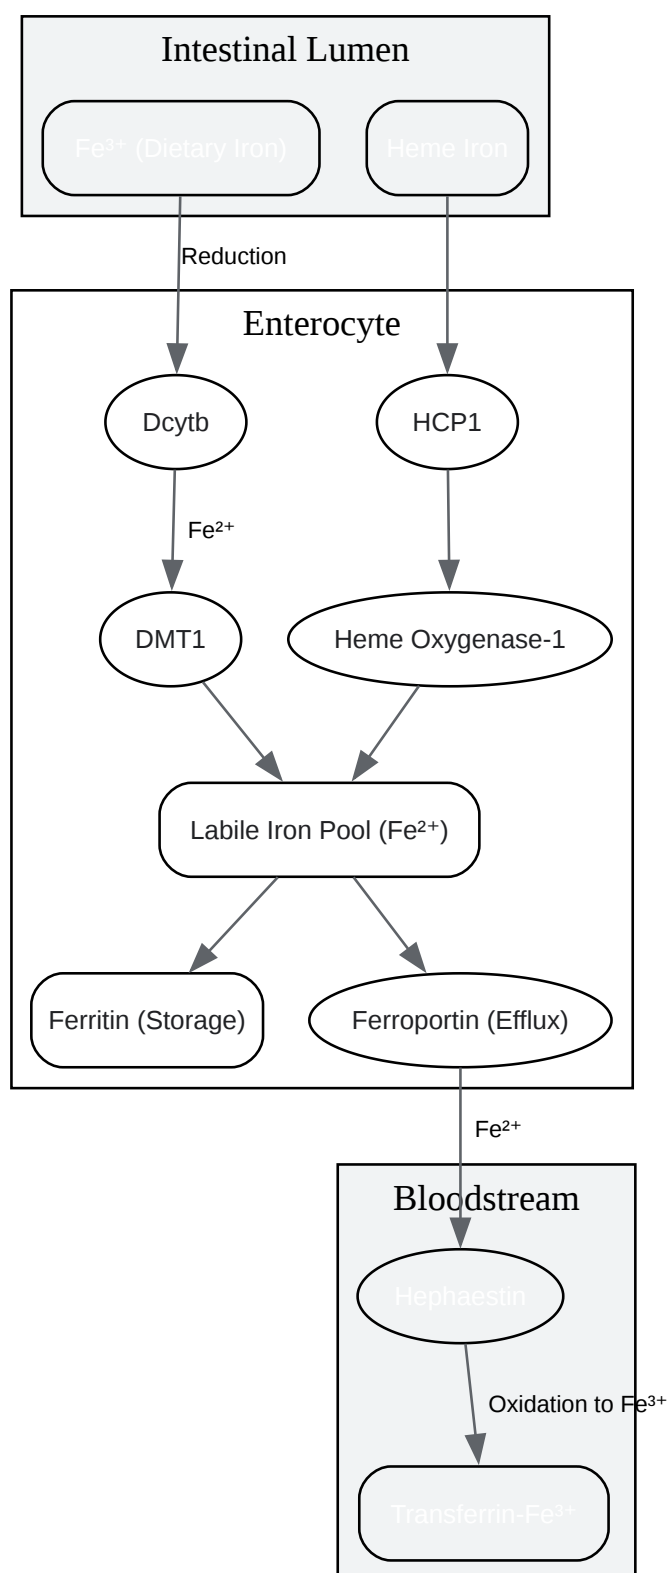 Intestinal Lumen
Fe³⁺ (Dietary Iron)
Heme Iron
Reduction
Enterocyte
Dcytb
HCP1
Fe²⁺
DMT1
Heme Oxygenase-1
Labile Iron Pool (Fe²⁺)
Ferritin (Storage)
Ferroportin (Efflux)
Fe²⁺
Bloodstream
Hephaestin
Oxidation to Fe³⁺
Transferrin-Fe³⁺